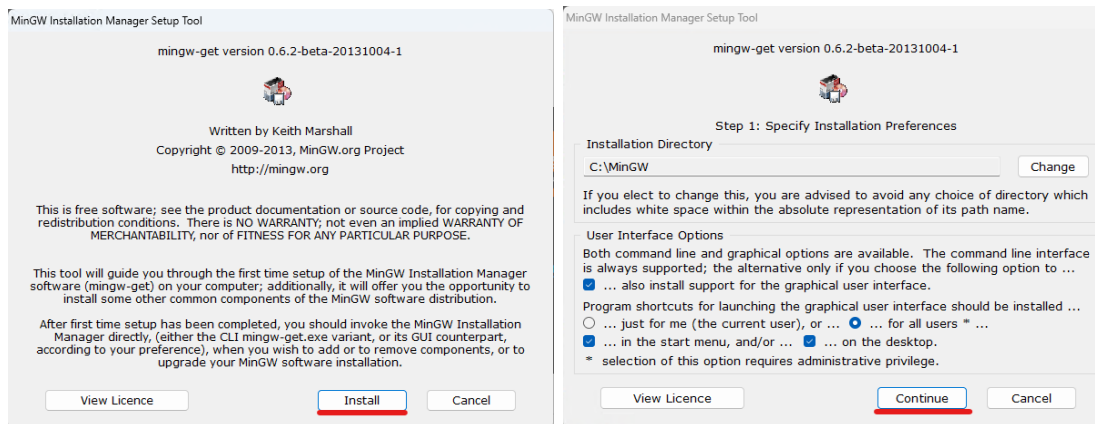 MinGW Installation Manager Setup Tool
mingw-get version 0.6.2-beta-20131004-1
Written by Keith Marshall
Copyright © 2009-2013, MinGW.org Project
http://mingw.org
This is free software; see the product documentation or source code, for copying and
redistribution conditions.  There is NO WARRANTY; not even an implied WARRANTY OF
MERCHANTABILITY, nor of FITNESS FOR ANY PARTICULAR PURPOSE.
This tool will guide you through the first time setup of the MinGW Installation Manager
software (mingw-get) on your computer; additionally, it will offer you the opportunity to
install some other common components of the MinGW software distribution.
After first time setup has been completed, you should invoke the MinGW Installation
Manager directly, (either the CLI mingw-get.exe variant, or its GUI counterpart,
according to your preference), when you wish to add or to remove components, or to
upgrade your MinGW software installation.
View Licence
Install
Cancel
MinGW Installation Manager Setup Tool
mingw-get version 0.6.2-beta-20131004-1
Step 1: Specify Installation Preferences
Installation Directory
C:\MinGW
Change
If you elect to change this, you are advised to avoid any choice of directory which
includes white space within the absolute representation of its path name.
User Interface Options
Both command line and graphical options are available.  The command line interface
is always supported; the alternative only if you choose the following option to ...
... also install support for the graphical user interface.
Program shortcuts for launching the graphical user interface should be installed ...
... just for me (the current user), or ... ... for all users * ...
... in the start menu, and/or ... ... on the desktop.
* selection of this option requires administrative privilege.
View Licence
Continue
Cancel